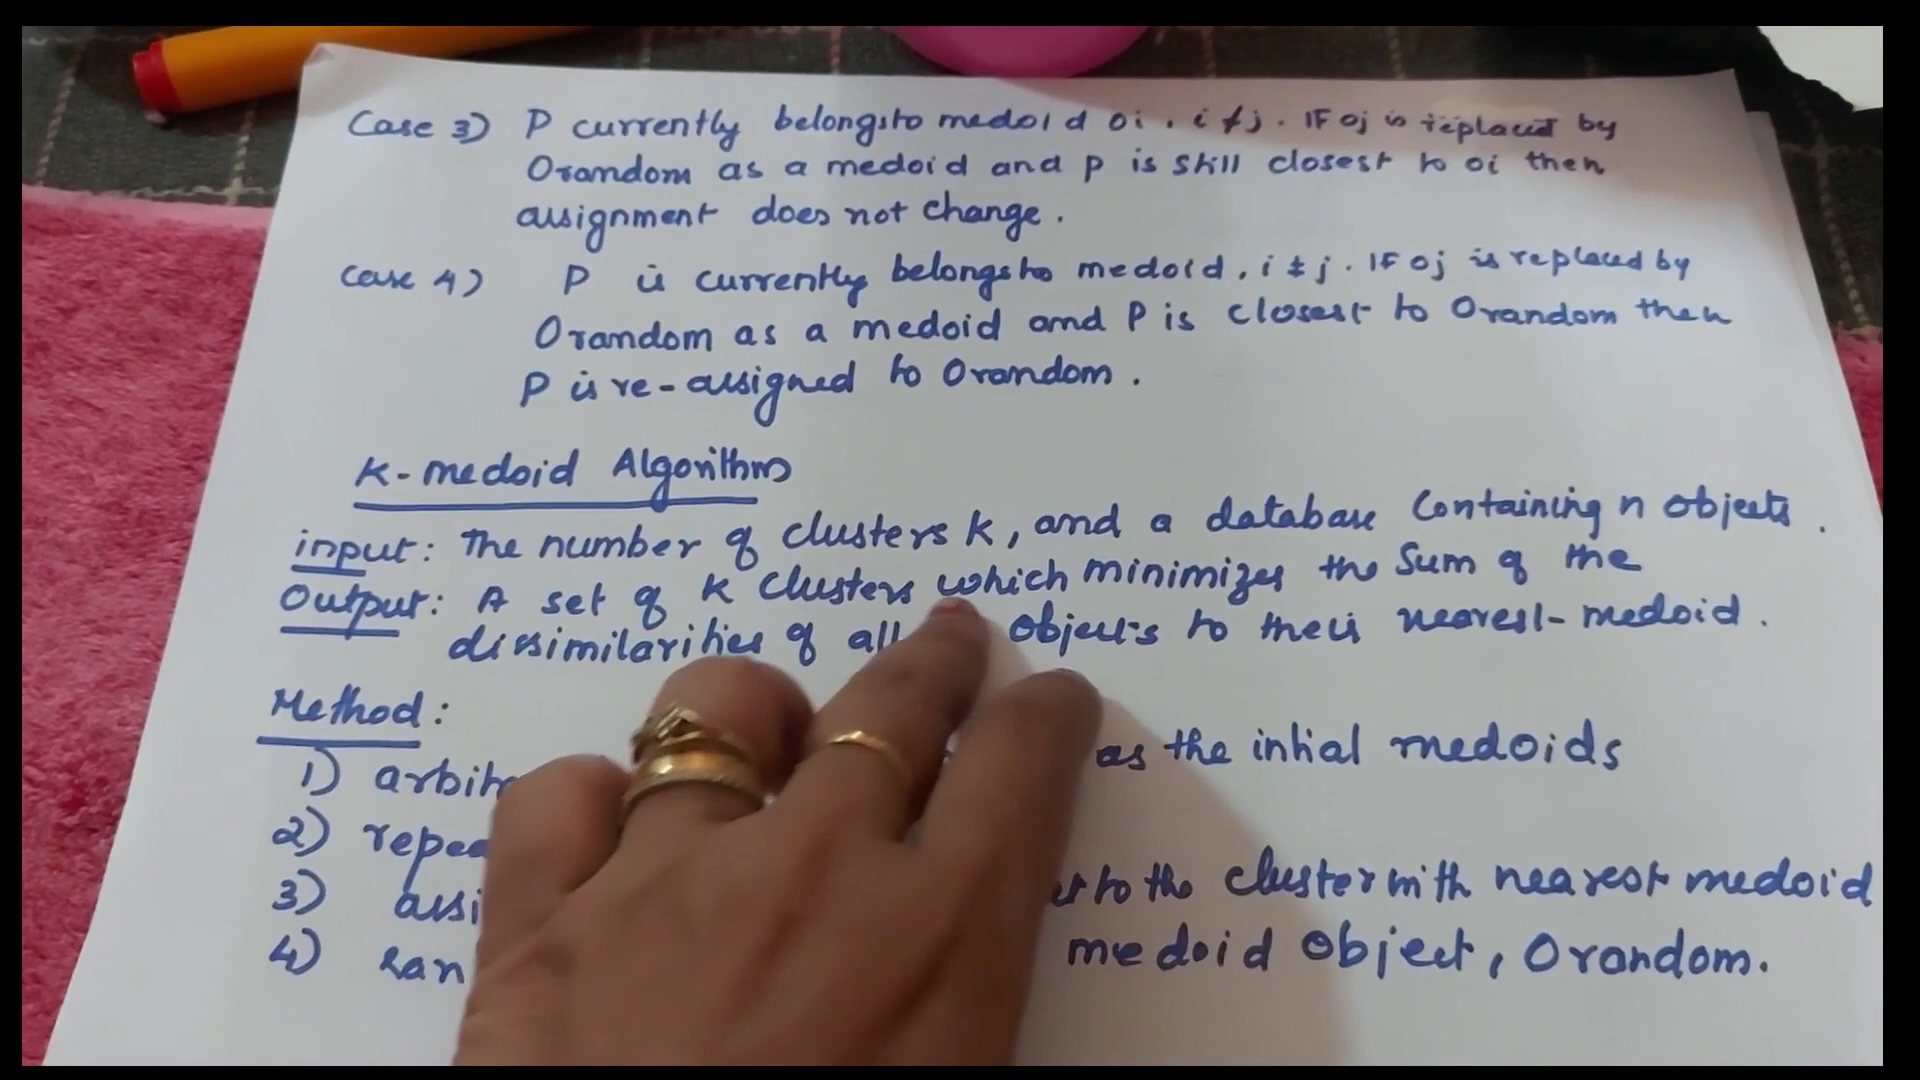 Case 3) P currently belongsto medoid oi, i ≠ j. IF oj is replaced by
Orandom as a medoid and p is still closest to oi then
assignment does not change.
case 4) P is currently belongsto medoid, i ≠ j. IF oj is replaced by
Orandom as a medoid and P is closest to Orandom then
P is re-assigned to Orandom.
K-medoid Algorithm
input: The number of clusters K, and a database Containing n objects.
Output: A set of K Clusters which minimizes the Sum of the
dissimilarities of all objects to their nearest-medoid.
Method:
1) as the initial medoids
2)
3) to the cluster with nearest medoid
4) medoid object, Orandom.